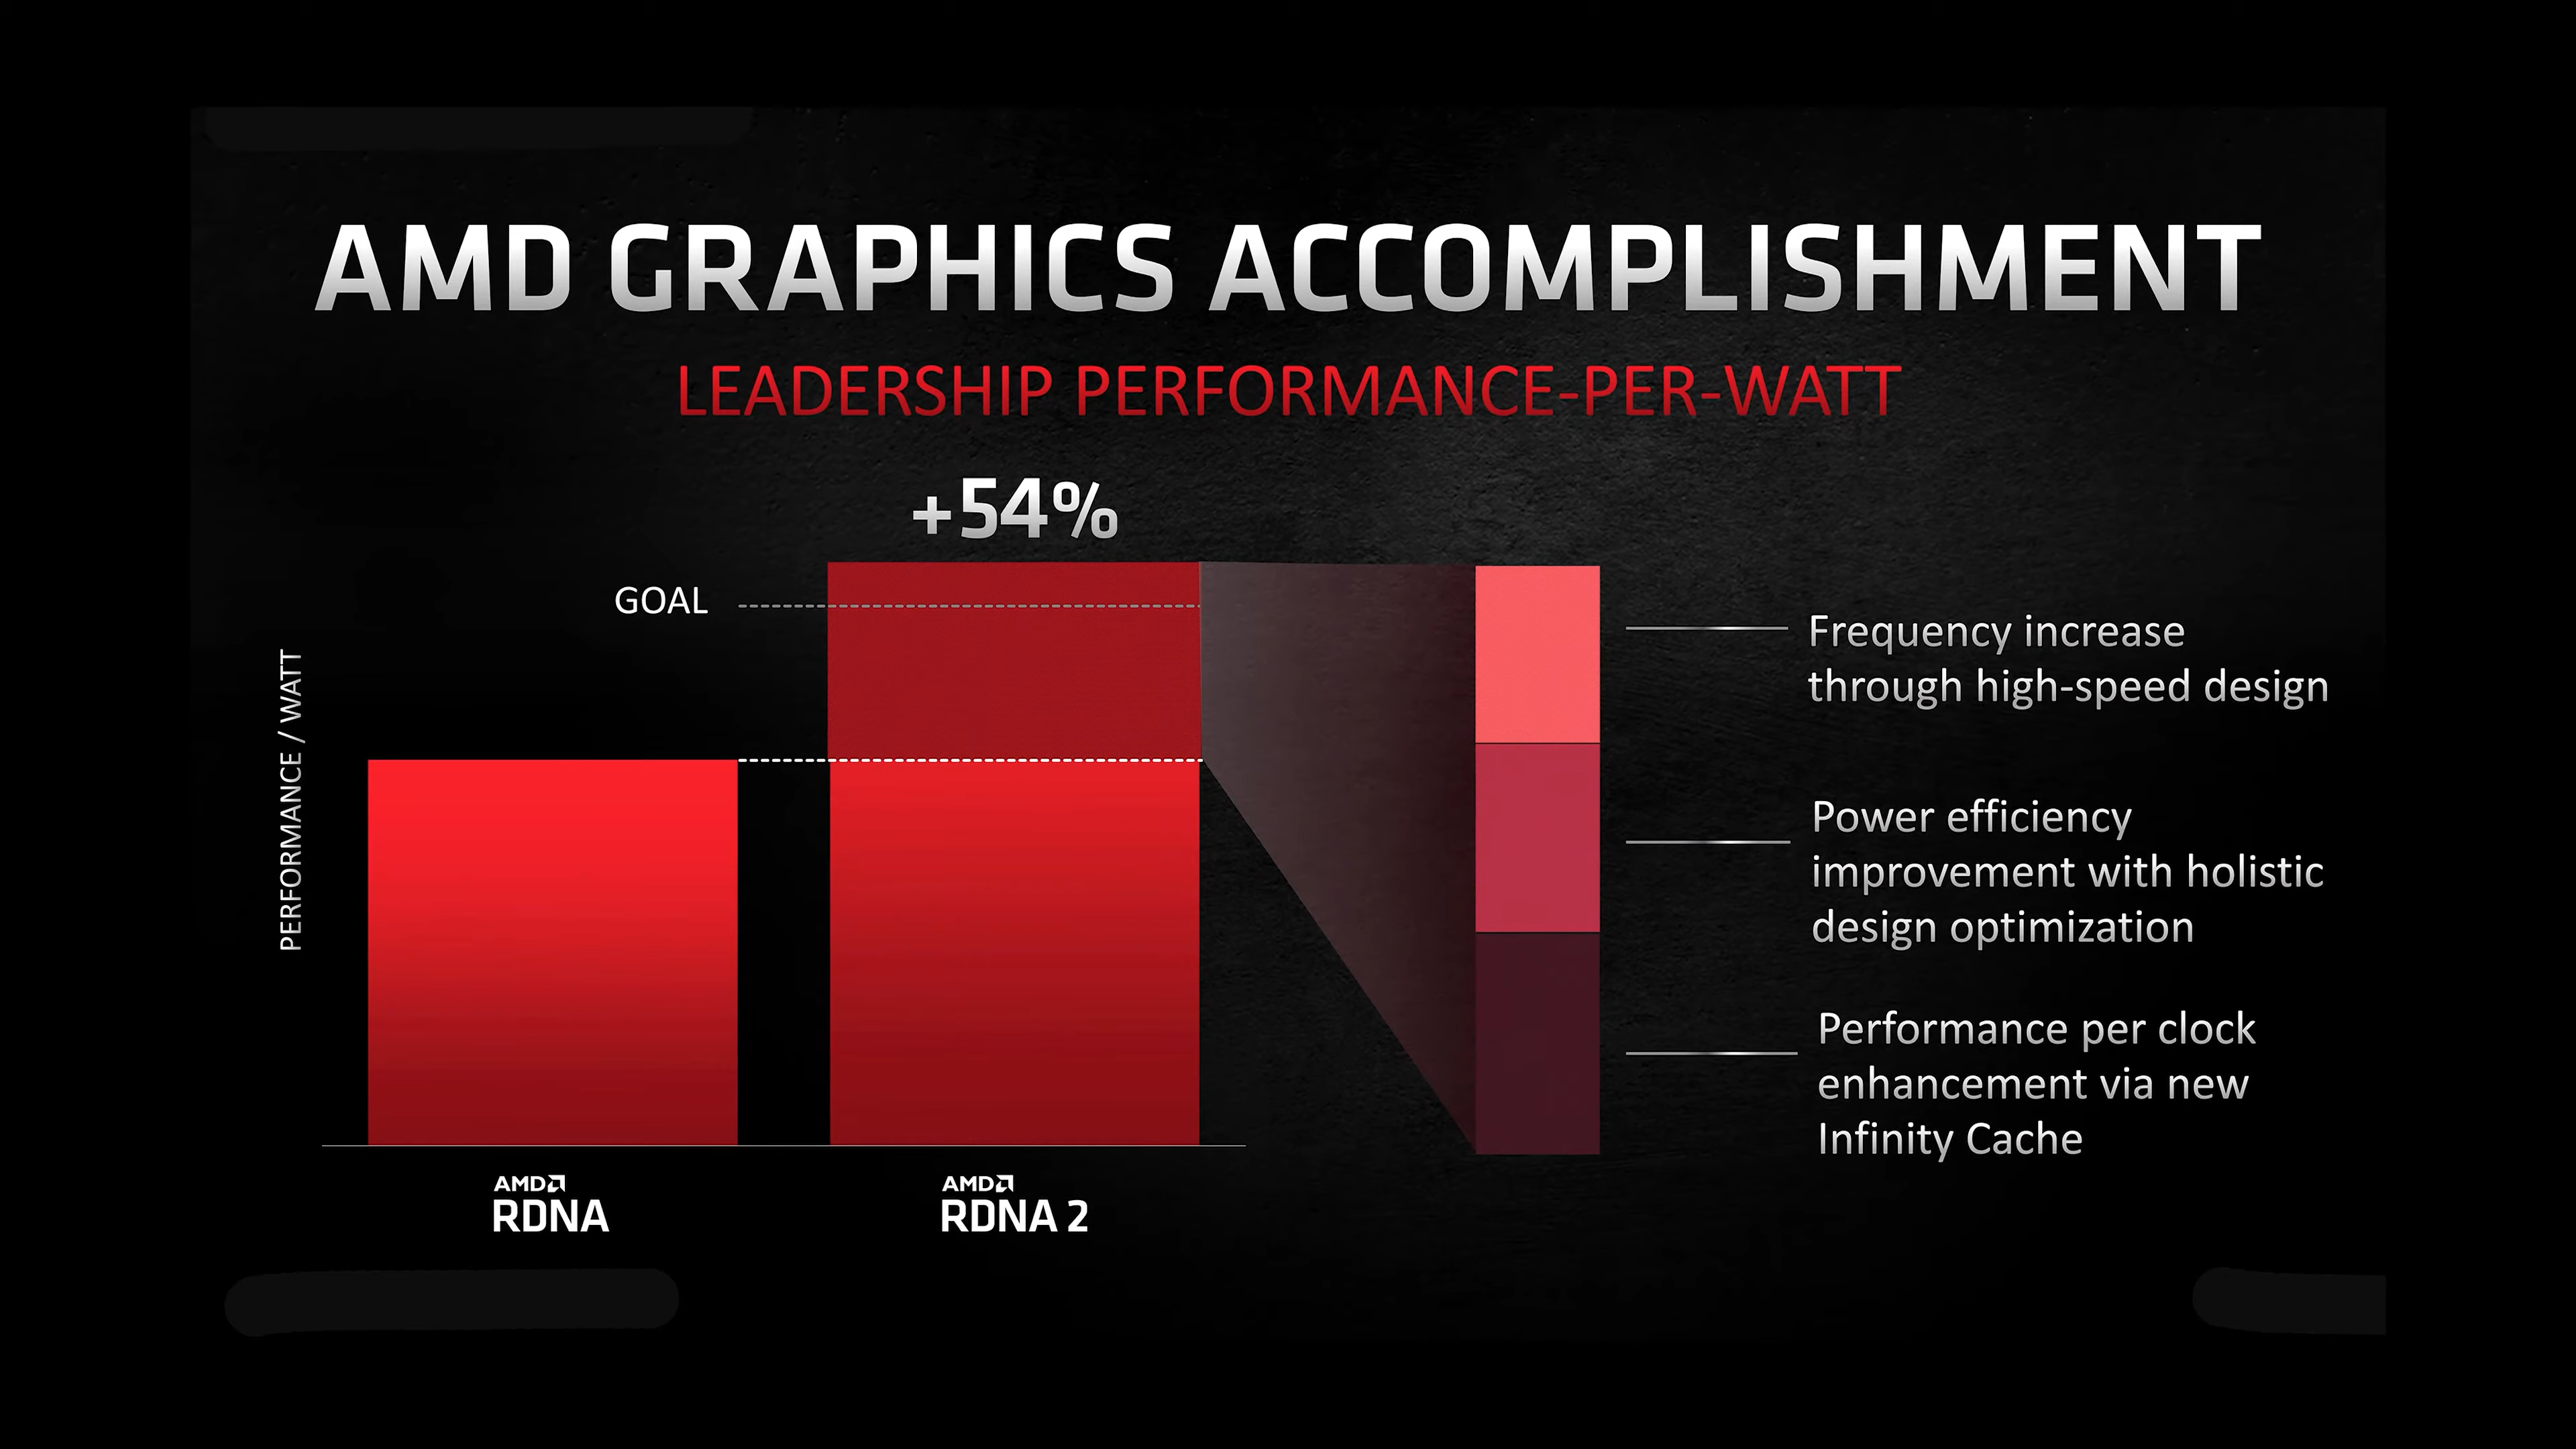 AMD GRAPHICS ACCOMPLISHMENT
LEADERSHIP PERFORMANCE-PER-WATT
+54%
GOAL
PERFORMANCE / WATT
Frequency increase
through high-speed design
Power efficiency
improvement with holistic
design optimization
Performance per clock
enhancement via new
Infinity Cache
AMD
RDNA
AMD
RDNA 2